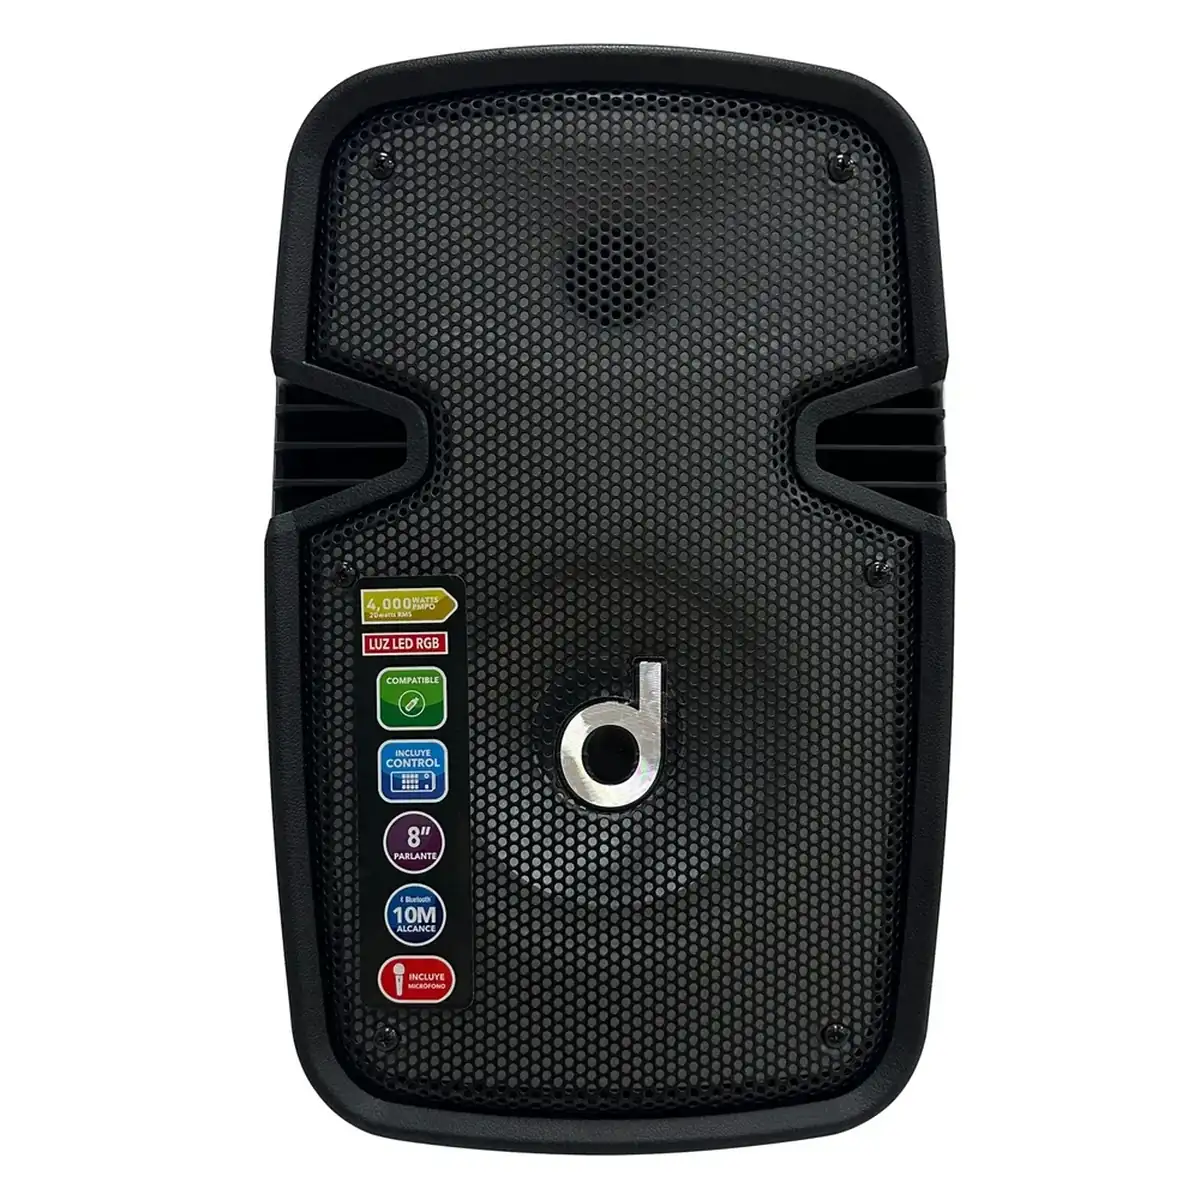 4,000 WATTS PMPO
20 watts RMS
LUZ LED RGB
COMPATIBLE
INCLUYE
CONTROL
8"
PARLANTE
Bluetooth
10M
ALCANCE
INCLUYE
MICRÓFONO
d